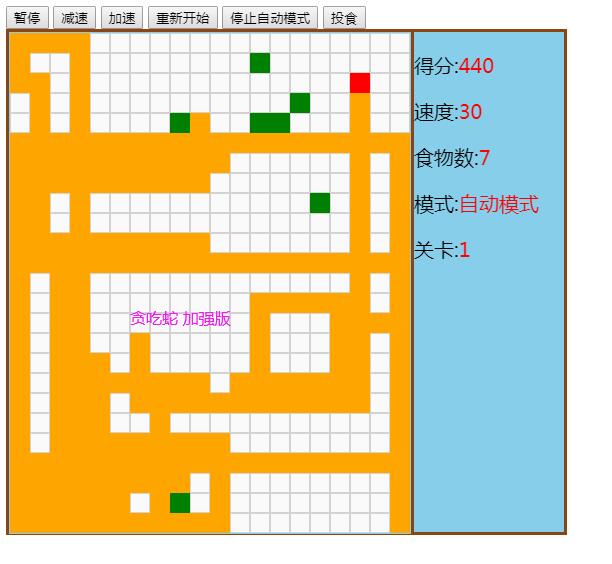 暂停 减速 加速 重新开始 停止自动模式 投食
得分:440
速度:30
食物数:7
模式:自动模式
关卡:1
贪吃蛇 加强版